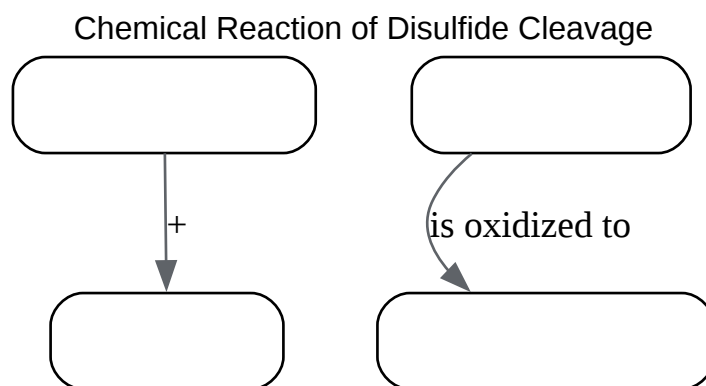 Chemical Reaction of Disulfide Cleavage
+
is oxidized to